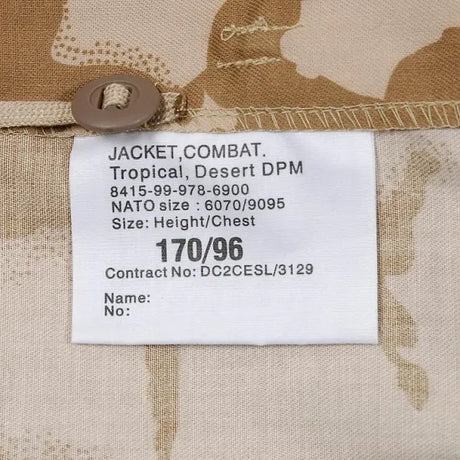 JACKET,COMBAT.
Tropical, Desert DPM
8415-99-978-6900
NATO size : 6070/9095
Size: Height/Chest
170/96
Contract No: DC2CESL/3129
Name:
No: